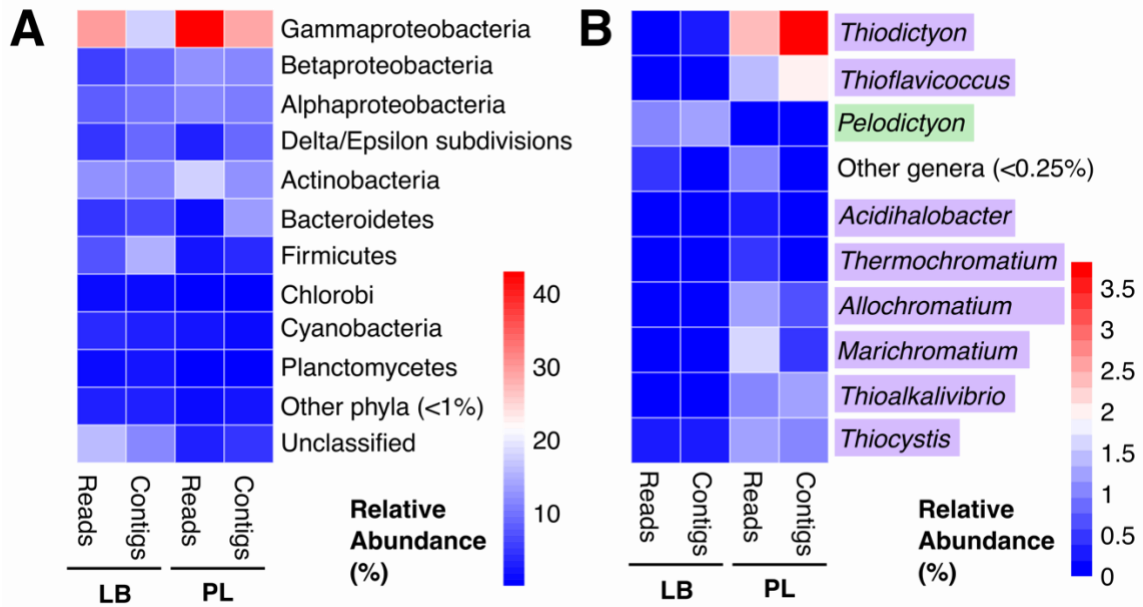 A
Gammaproteobacteria
Betaproteobacteria
Alphaproteobacteria
Delta/Epsilon subdivisions
Actinobacteria
Bacteroidetes
Firmicutes
Chlorobi
Cyanobacteria
Planctomycetes
Other phyla (<1%)
Unclassified
40
30
20
10
Relative
Abundance
(%)
Reads
Contigs
Reads
Contigs
LB
PL
B
Thiodictyon
Thioflavicoccus
Pelodictyon
Other genera (<0.25%)
Acidihalobacter
Thermochromatium
Allochromatium
Marichromatium
Thioalkalivibrio
Thiocystis
3.5
3
2.5
2
1.5
1
0.5
0
Relative
Abundance
(%)
Reads
Contigs
Reads
Contigs
LB
PL